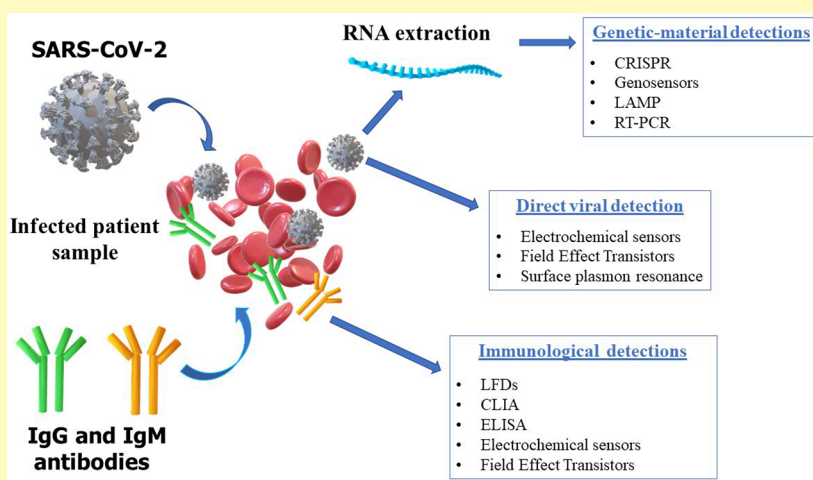 SARS-CoV-2
RNA extraction
Genetic-material detections
• CRISPR
• Genosensors
• LAMP
• RT-PCR
Infected patient
sample
Direct viral detection
• Electrochemical sensors
• Field Effect Transistors
• Surface plasmon resonance
Immunological detections
• LFDs
• CLIA
• ELISA
• Electrochemical sensors
• Field Effect Transistors
IgG and IgM
antibodies